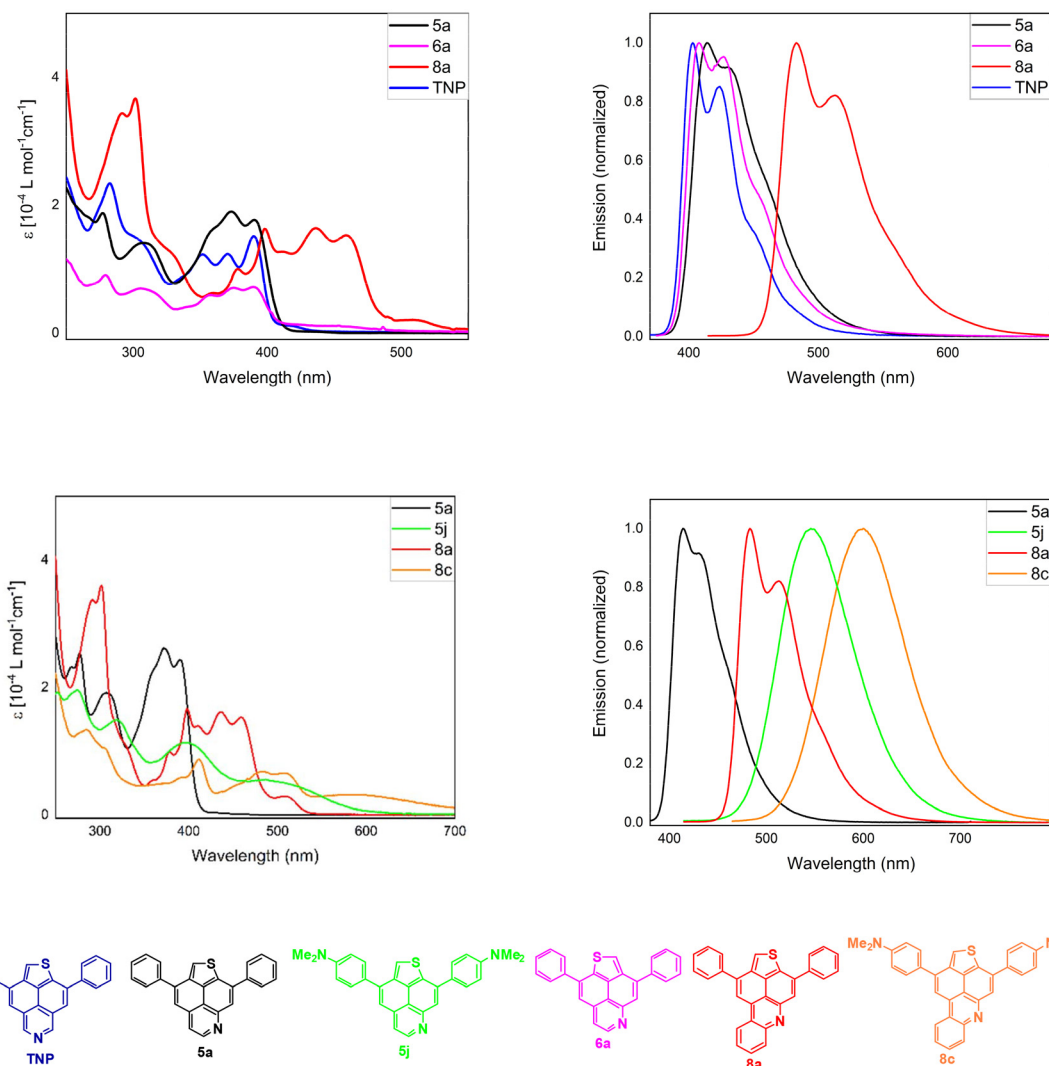 5a
6a
8a
TNP
4
2
0
ε [10⁻⁴ L mol⁻¹cm⁻¹]
300
400
500
Wavelength (nm)
5a
6a
8a
TNP
1.0
0.8
0.6
0.4
0.2
0.0
Emission (normalized)
400
500
600
Wavelength (nm)
5a
5j
8a
8c
4
2
0
ε [10⁻⁴ L mol⁻¹cm⁻¹]
300
400
500
600
700
Wavelength (nm)
5a
5j
8a
8c
1.0
0.8
0.6
0.4
0.2
0.0
Emission (normalized)
400
500
600
700
Wavelength (nm)
S
N
TNP
S
N
5a
Me₂N
S
NMe₂
N
5j
S
N
6a
S
N
8a
Me₂N
S
N
N
8c